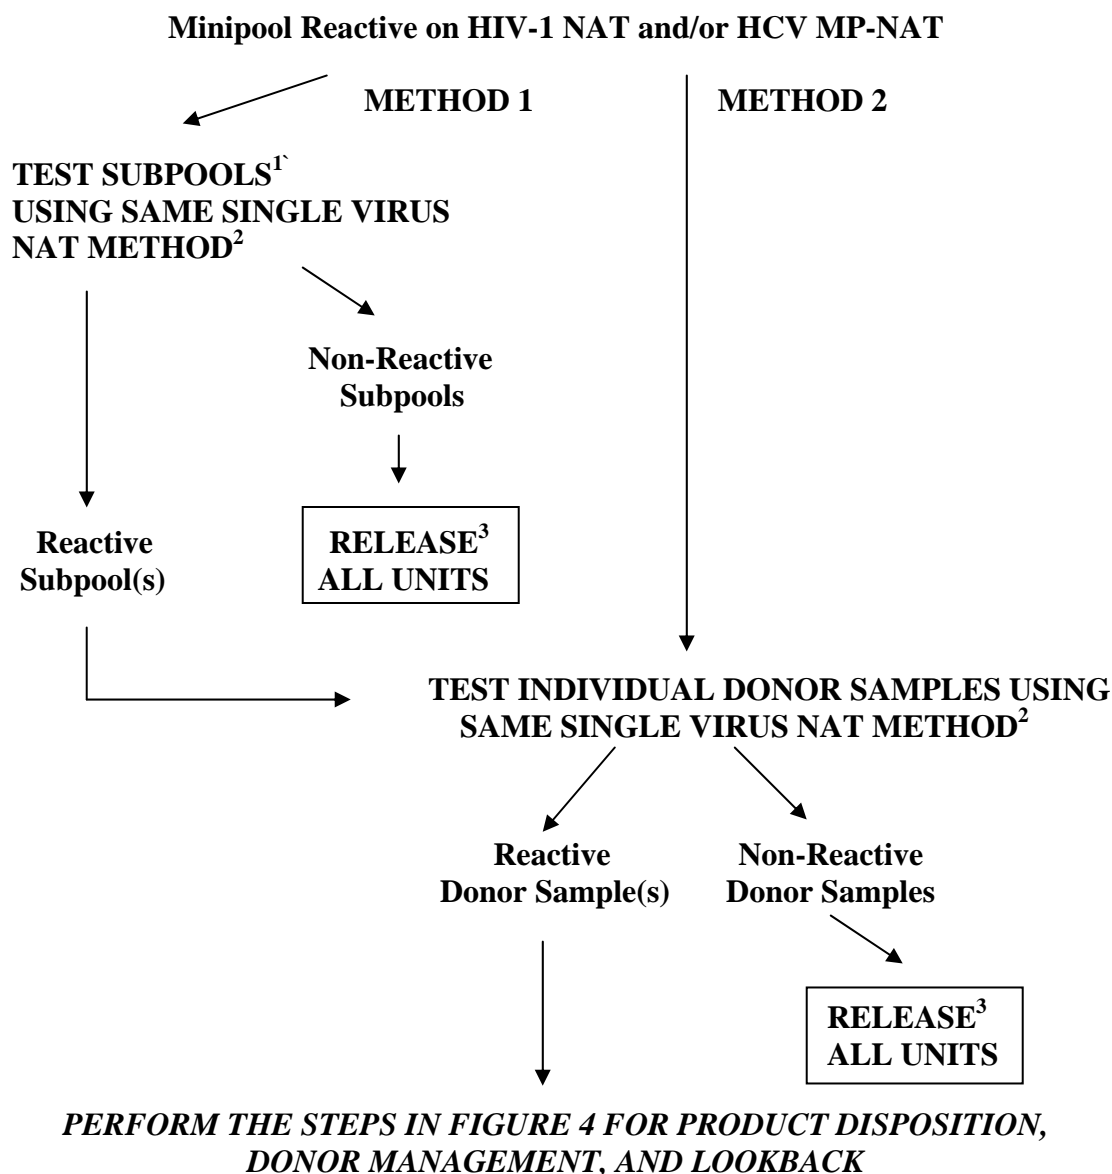 Minipool Reactive on HIV-1 NAT and/or HCV MP-NAT
METHOD 1
METHOD 2
TEST SUBPOOLS1`
USING SAME SINGLE VIRUS
NAT METHOD2
Non-Reactive
Subpools
RELEASE3
ALL UNITS
Reactive
Subpool(s)
TEST INDIVIDUAL DONOR SAMPLES USING
SAME SINGLE VIRUS NAT METHOD2
Reactive
Donor Sample(s)
Non-Reactive
Donor Samples
RELEASE3
ALL UNITS
PERFORM THE STEPS IN FIGURE 4 FOR PRODUCT DISPOSITION,
DONOR MANAGEMENT, AND LOOKBACK